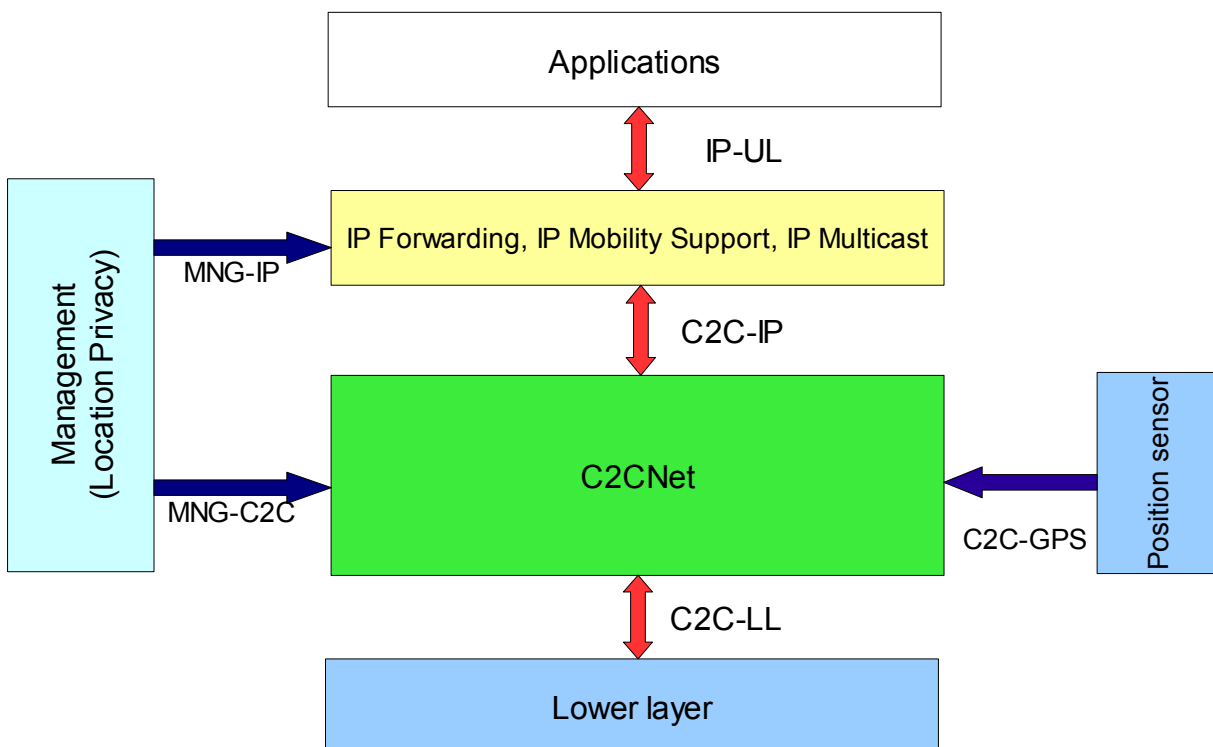 Applications
IP-UL
IP Forwarding, IP Mobility Support, IP Multicast
Management
(Location Privacy)
MNG-IP
C2C-IP
C2CNet
MNG-C2C
Position sensor
C2C-GPS
C2C-LL
Lower layer